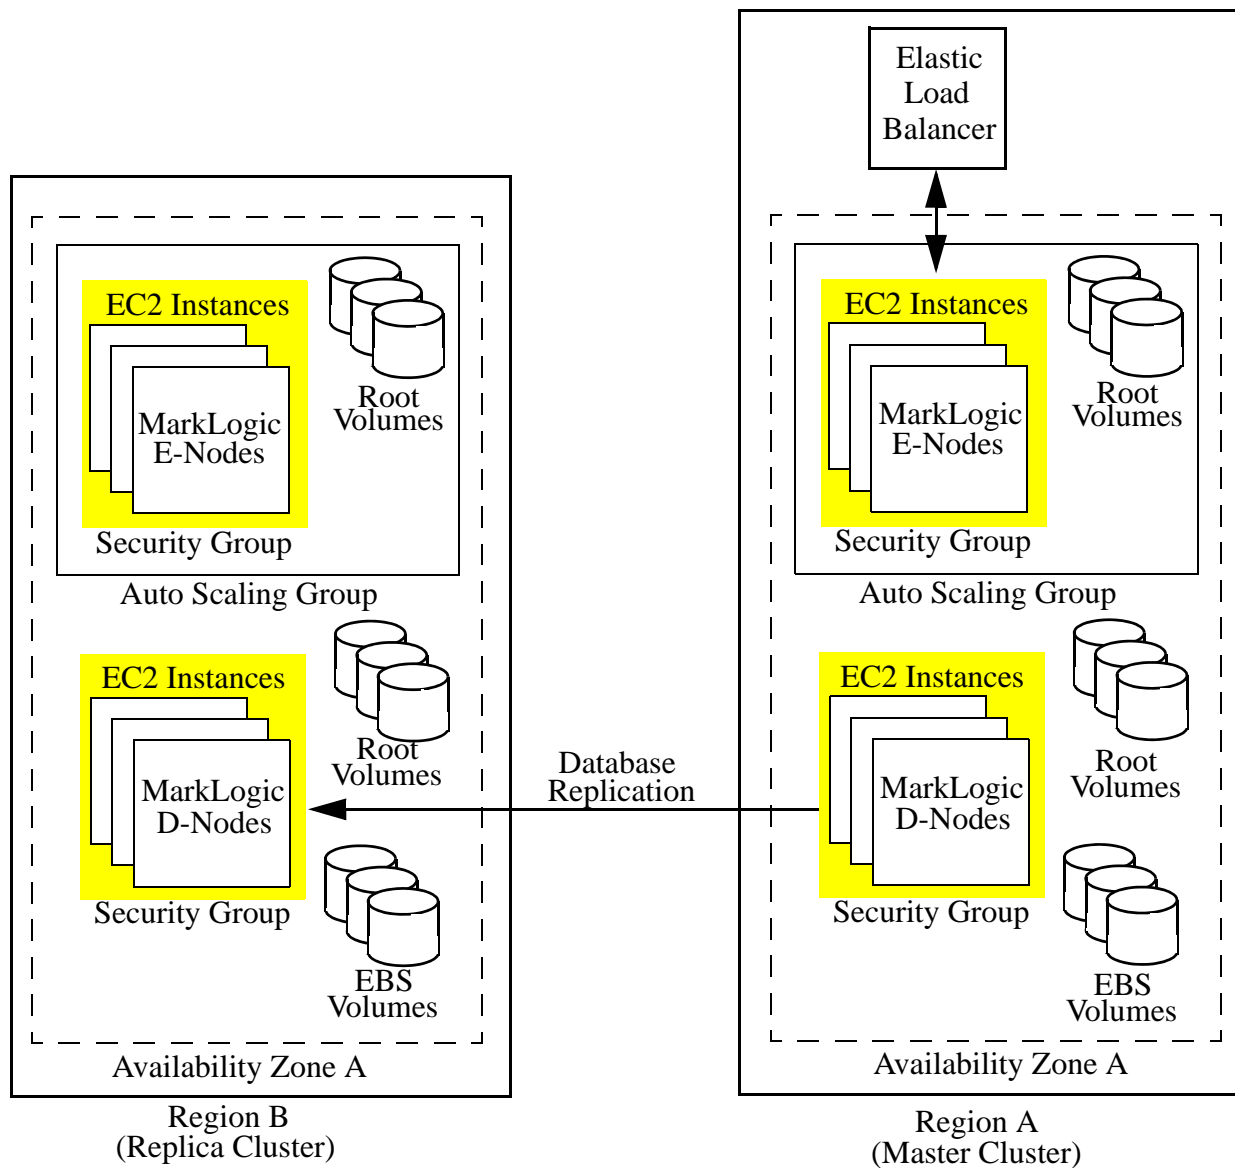 Elastic
Load
Balancer
EC2 Instances
MarkLogic
E-Nodes
Security Group
Root
Volumes
Auto Scaling Group
EC2 Instances
MarkLogic
D-Nodes
Security Group
Root
Volumes
EBS
Volumes
Availability Zone A
Region B
(Replica Cluster)
Database
Replication
EC2 Instances
MarkLogic
E-Nodes
Security Group
Root
Volumes
Auto Scaling Group
EC2 Instances
MarkLogic
D-Nodes
Security Group
Root
Volumes
EBS
Volumes
Availability Zone A
Region A
(Master Cluster)